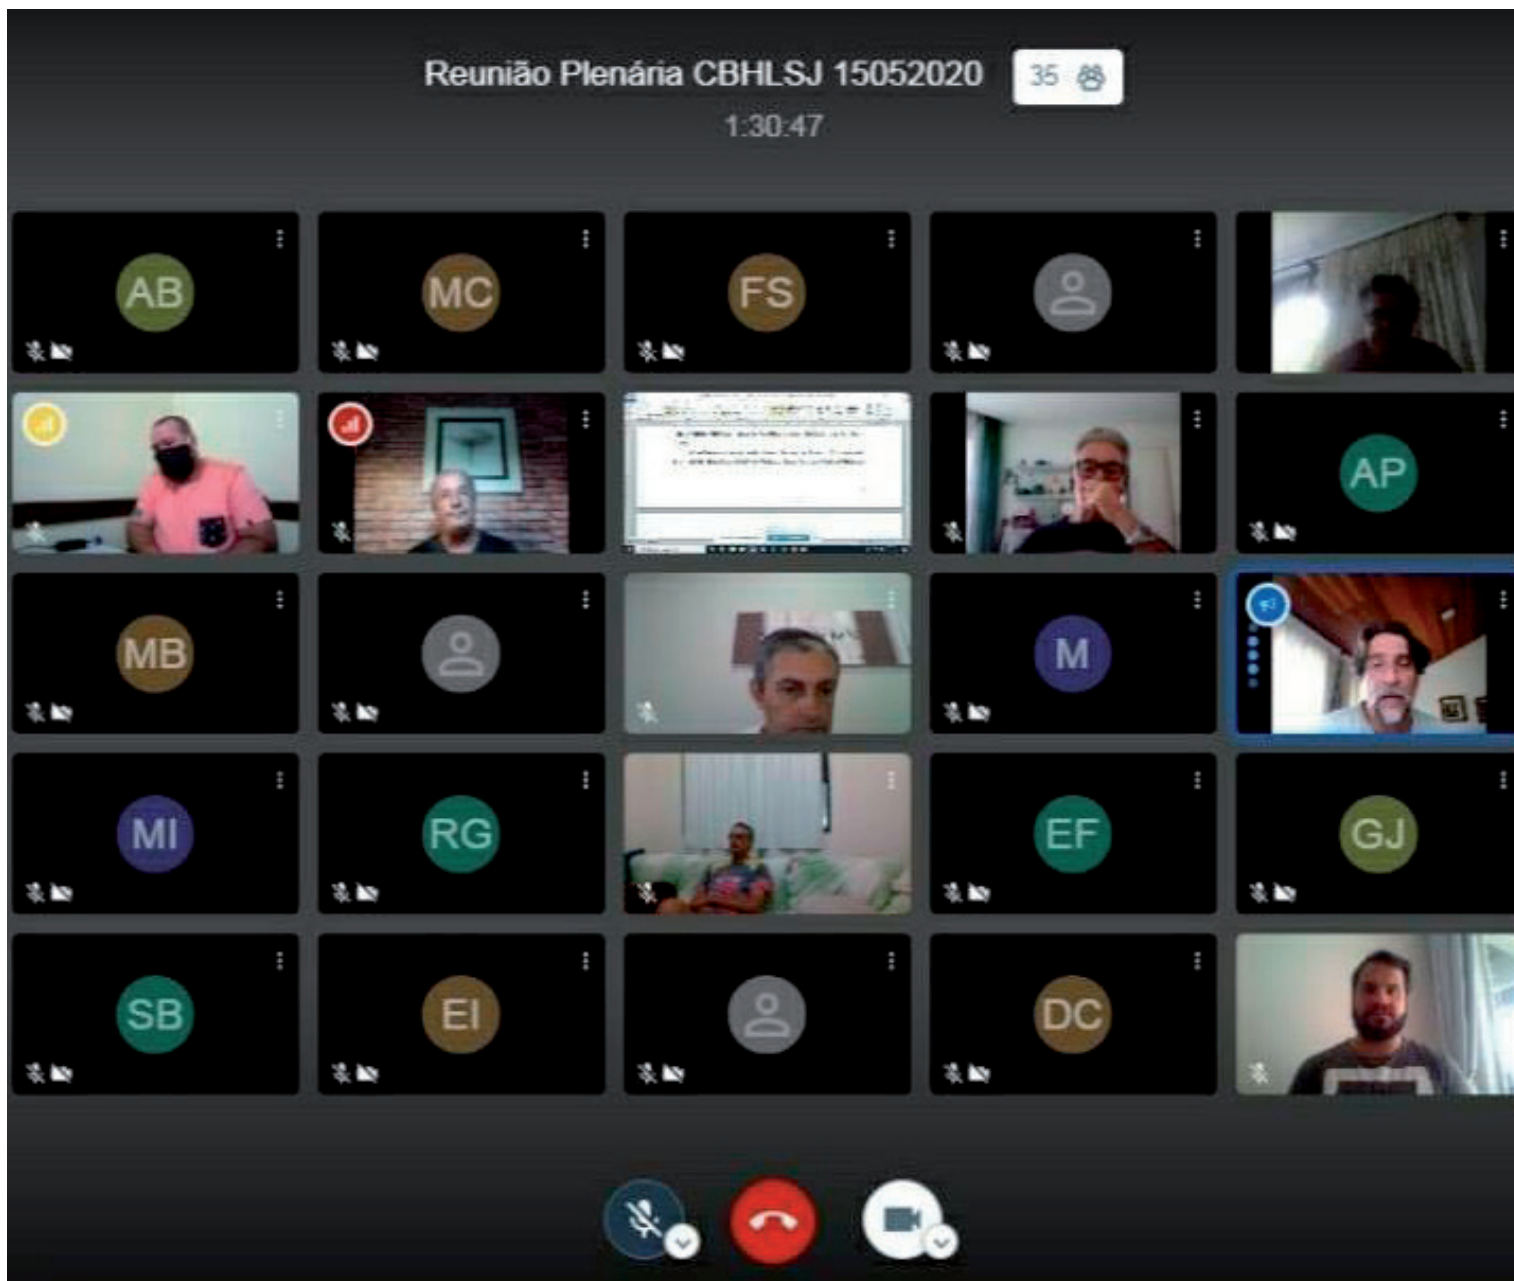 Reunião Plenária CBHLSJ 15052020 35
1:30:47
AB MC FS
AP
MB M
MI RG EF GJ
SB EI DC